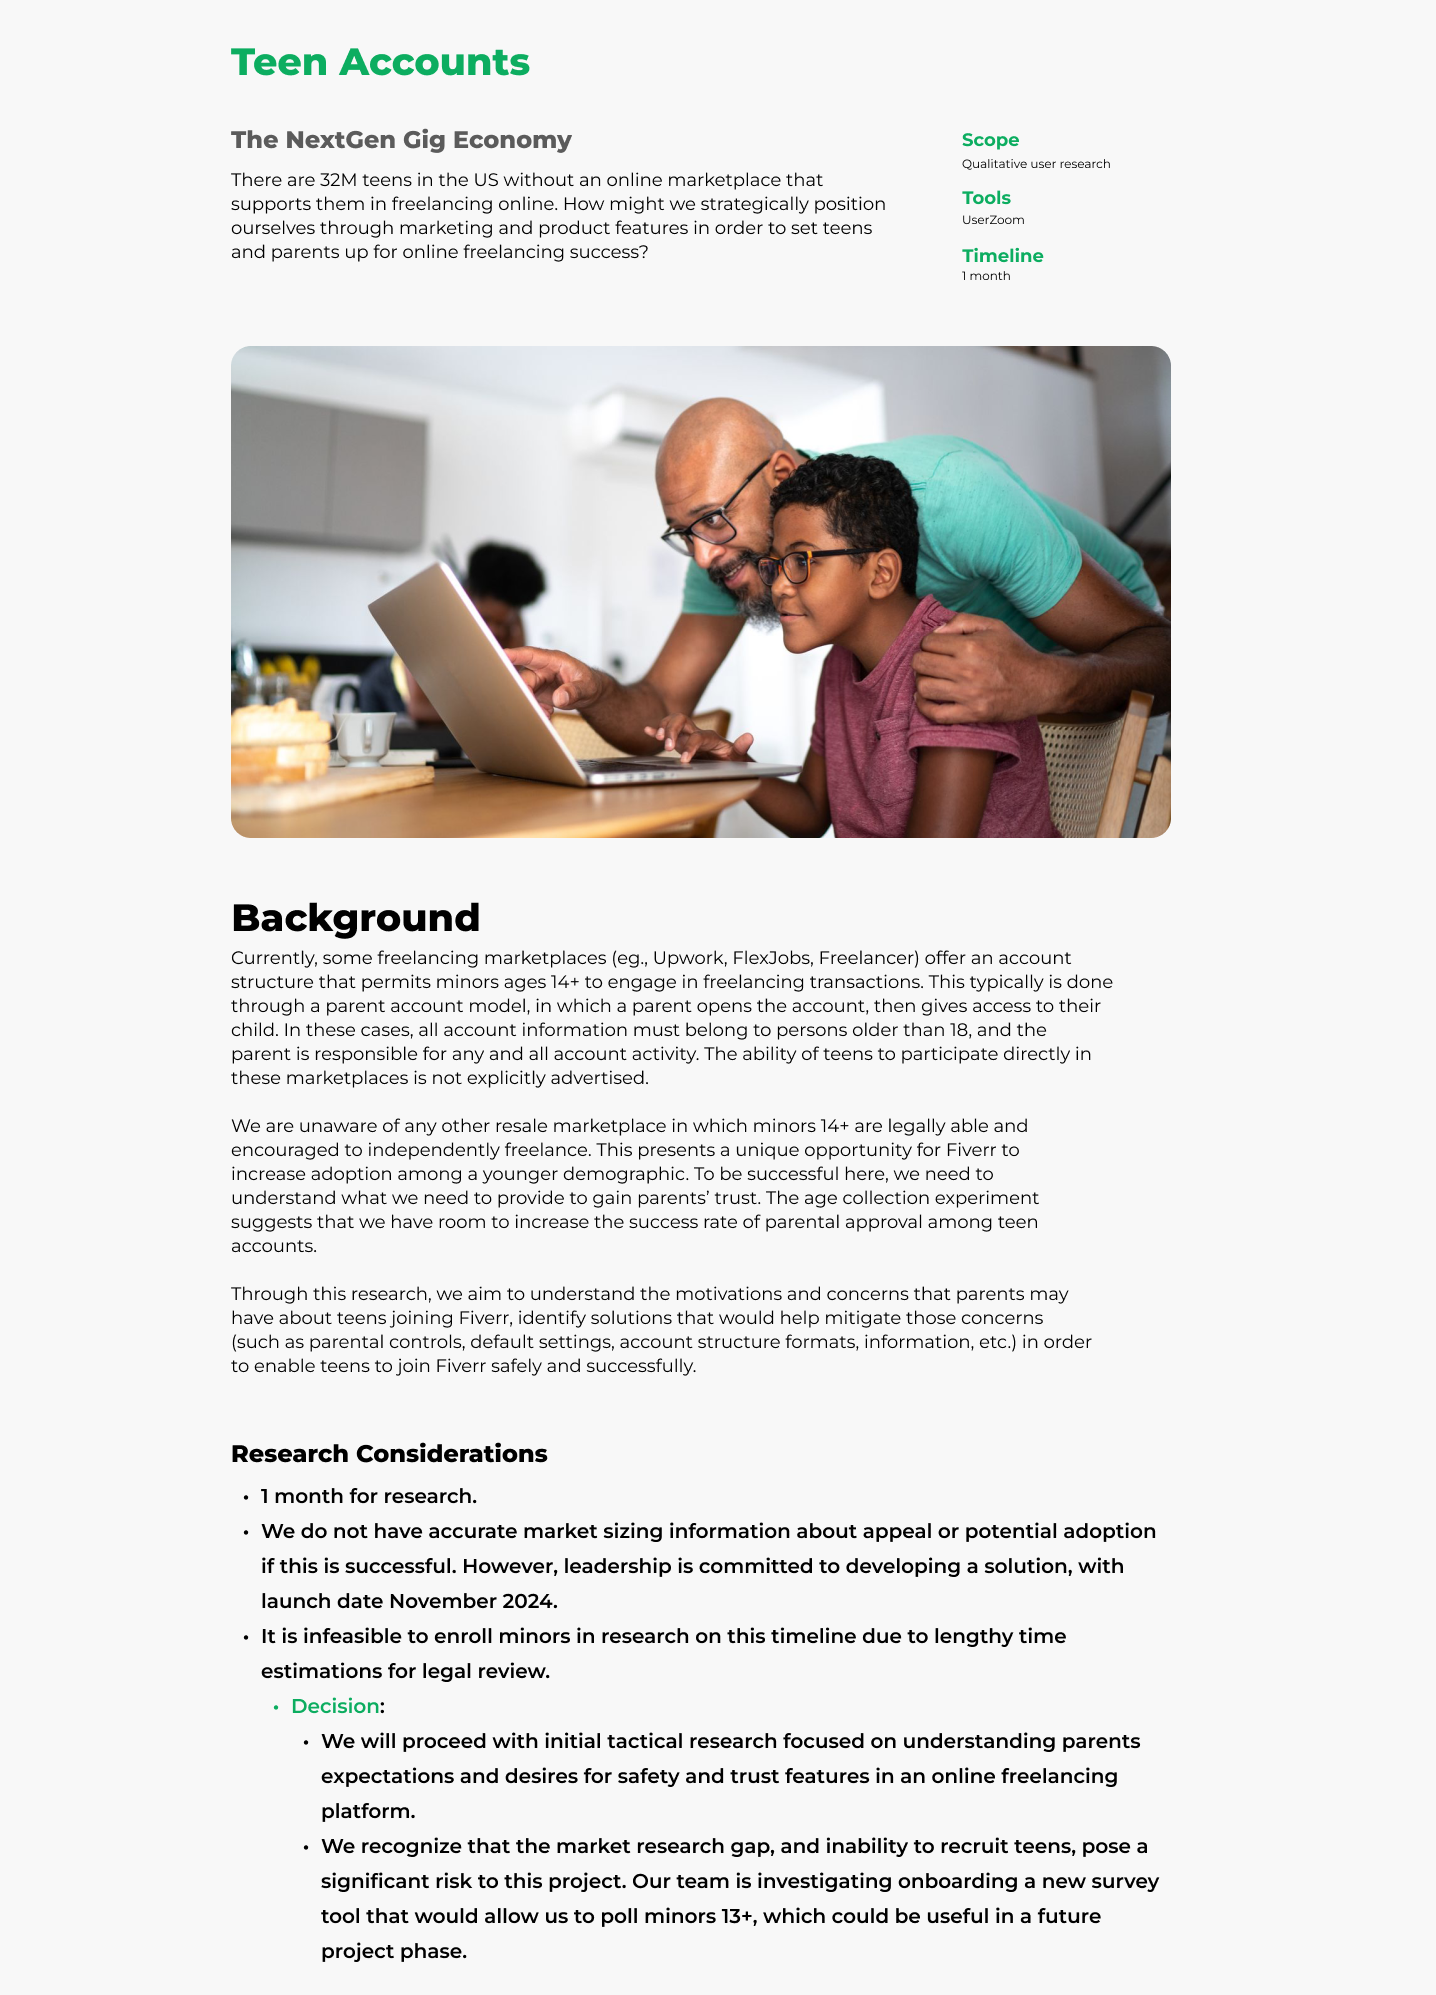 Teen Accounts
The NextGen Gig Economy
There are 32M teens in the US without an online marketplace that
supports them in freelancing online. How might we strategically position
ourselves through marketing and product features in order to set teens
and parents up for online freelancing success?
Scope
Qualitative user research
Tools
UserZoom
Timeline
1 month
Background
Currently, some freelancing marketplaces (eg., Upwork, FlexJobs, Freelancer) offer an account
structure that permits minors ages 14+ to engage in freelancing transactions. This typically is done
through a parent account model, in which a parent opens the account, then gives access to their
child. In these cases, all account information must belong to persons older than 18, and the
parent is responsible for any and all account activity. The ability of teens to participate directly in
these marketplaces is not explicitly advertised.
We are unaware of any other resale marketplace in which minors 14+ are legally able and
encouraged to independently freelance. This presents a unique opportunity for Fiverr to
increase adoption among a younger demographic. To be successful here, we need to
understand what we need to provide to gain parents’ trust. The age collection experiment
suggests that we have room to increase the success rate of parental approval among teen
accounts.
Through this research, we aim to understand the motivations and concerns that parents may
have about teens joining Fiverr, identify solutions that would help mitigate those concerns
(such as parental controls, default settings, account structure formats, information, etc.) in order
to enable teens to join Fiverr safely and successfully.
Research Considerations
• 1 month for research.
• We do not have accurate market sizing information about appeal or potential adoption
if this is successful. However, leadership is committed to developing a solution, with
launch date November 2024.
• It is infeasible to enroll minors in research on this timeline due to lengthy time
estimations for legal review.
• Decision:
• We will proceed with initial tactical research focused on understanding parents
expectations and desires for safety and trust features in an online freelancing
platform.
• We recognize that the market research gap, and inability to recruit teens, pose a
significant risk to this project. Our team is investigating onboarding a new survey
tool that would allow us to poll minors 13+, which could be useful in a future
project phase.